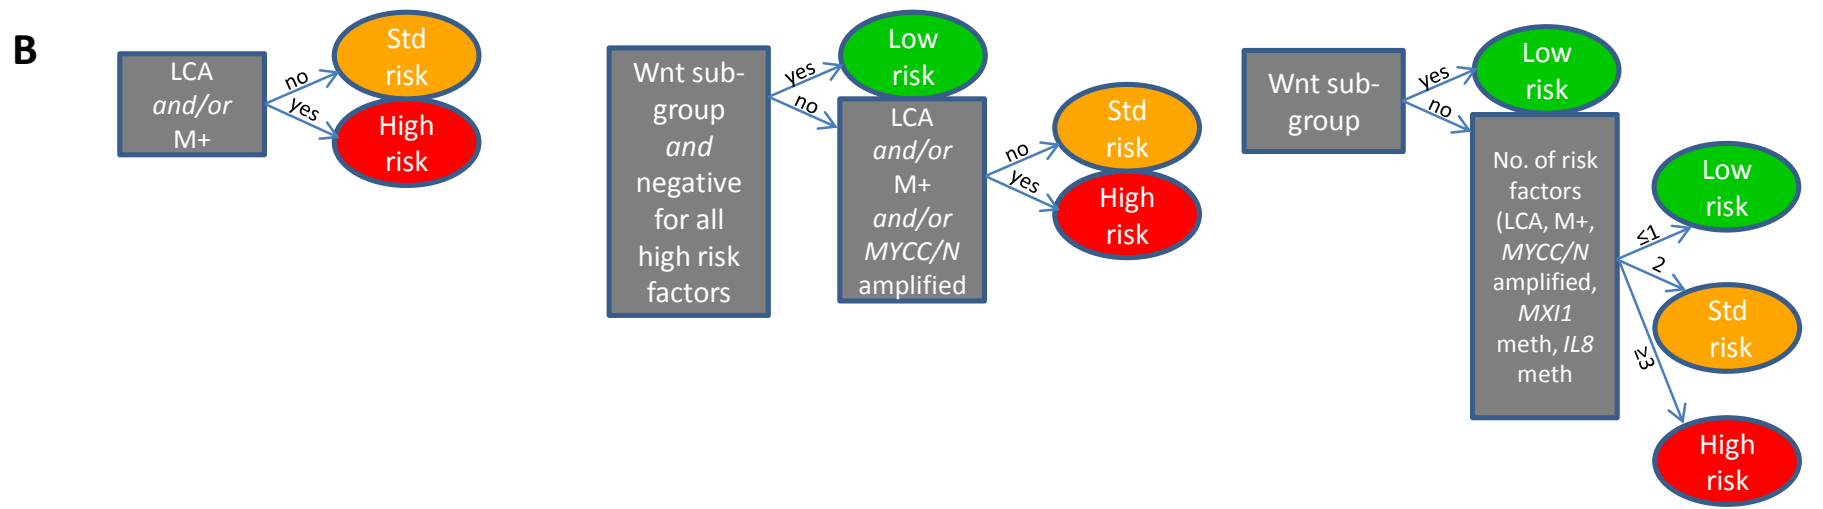 B
LCA
and/or
M+
no
yes
Std
risk
High
risk
Wnt sub-
group
and
negative
for all
high risk
factors
yes
no
Low
risk
LCA
and/or
M+
and/or
MYCC/N
amplified
no
yes
Std
risk
High
risk
Wnt sub-
group
yes
no
Low
risk
No. of risk
factors
(LCA, M+,
MYCC/N
amplified,
MXI1
meth, IL8
meth
≤1
2
≥3
Low
risk
Std
risk
High
risk